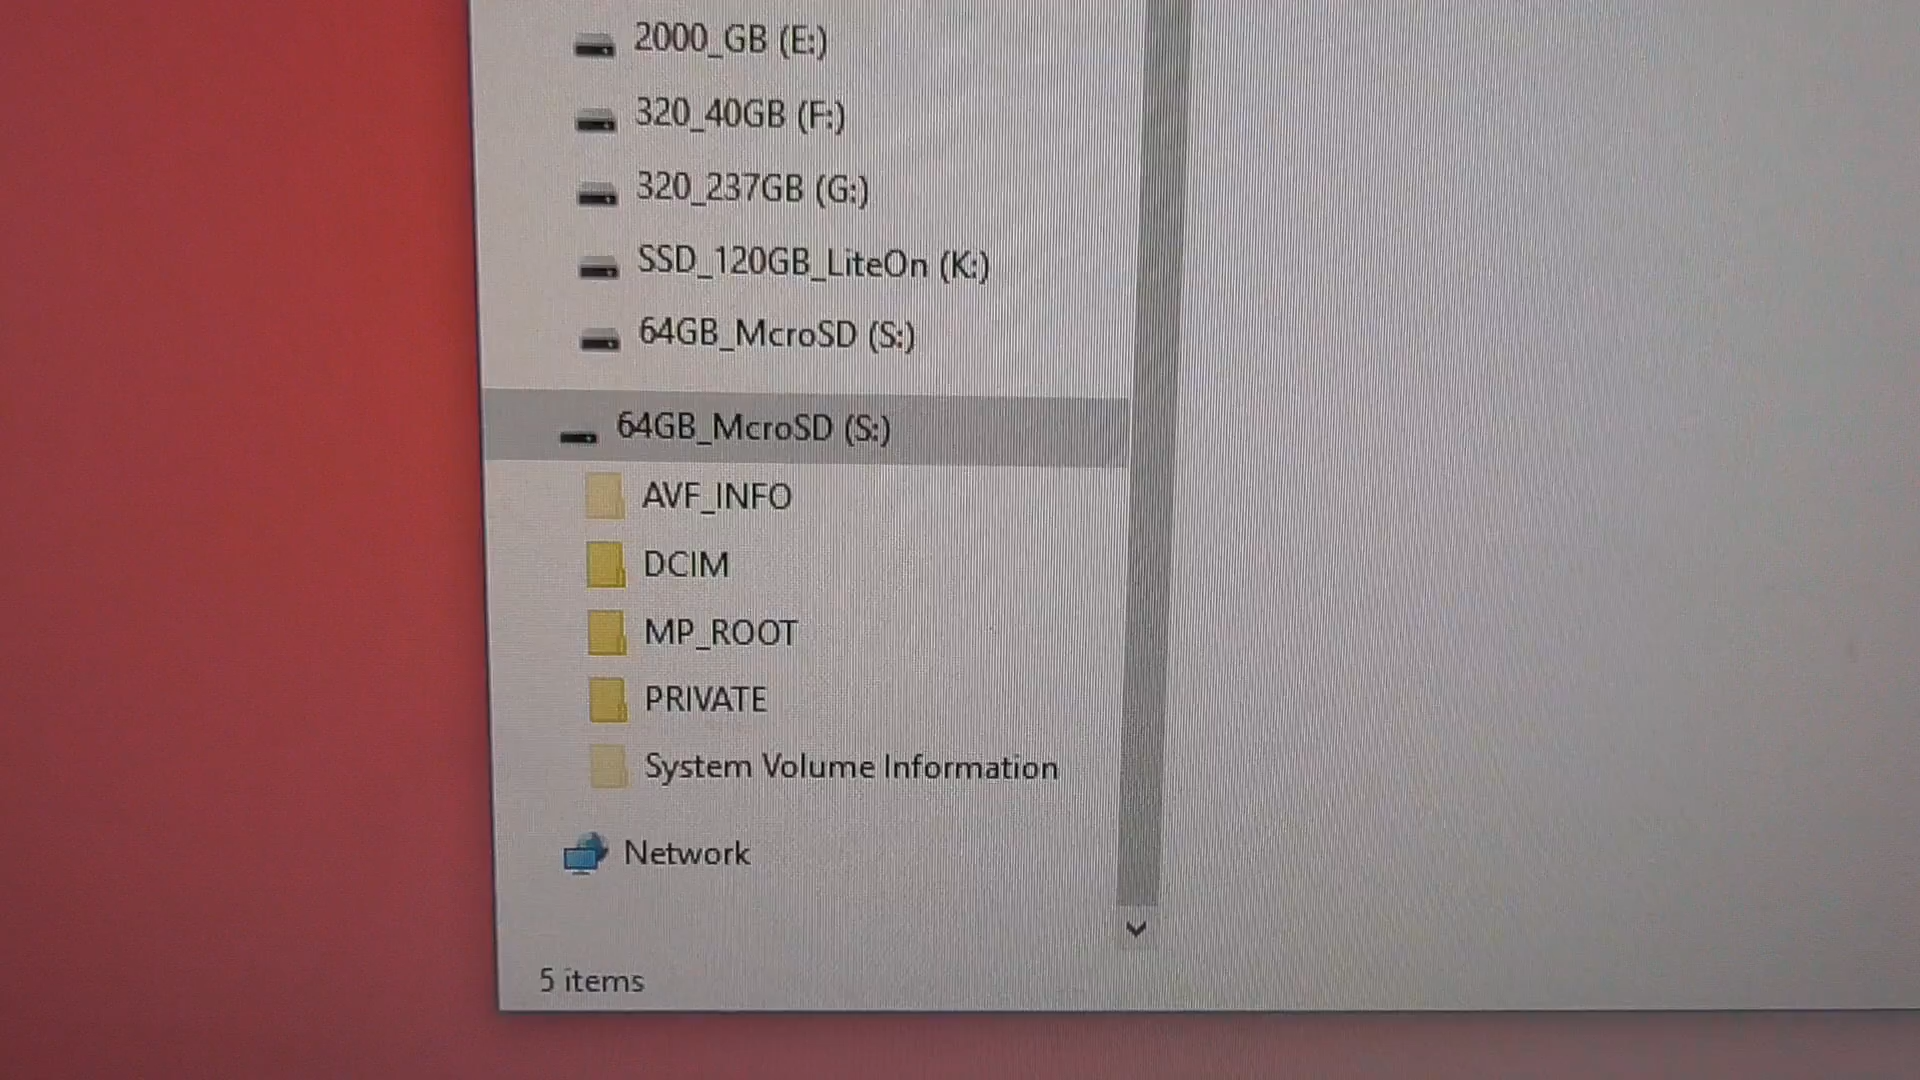 2000_GB (E:)
320_40GB (F:)
320_237GB (G:)
SSD_120GB_LiteOn (K:)
64GB_McroSD (S:)
64GB_McroSD (S:)
AVF_INFO
DCIM
MP_ROOT
PRIVATE
System Volume Information
Network
5 items